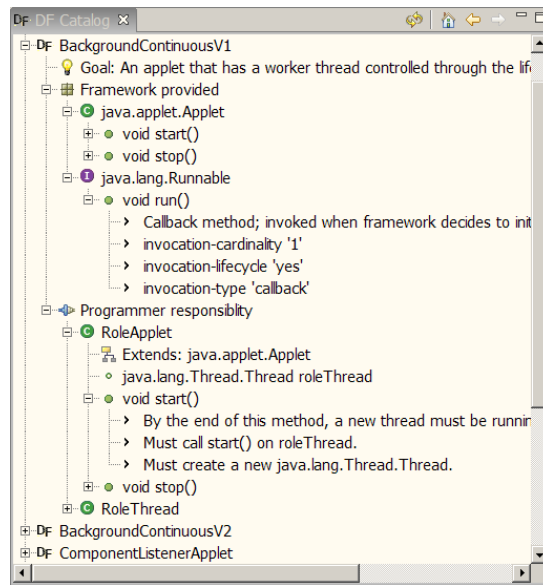 DF DF Catalog
DF BackgroundContinuousV1
Goal: An applet that has a worker thread controlled through the
Framework provided
C java.applet.Applet
void start()
void stop()
I java.lang.Runnable
void run()
Callback method; invoked when framework decides to
invocation-cardinality '1'
invocation-lifecycle 'yes'
invocation-type 'callback'
Programmer responsiblity
C RoleApplet
Extends: java.applet.Applet
java.lang.Thread.Thread roleThread
void start()
By the end of this method, a new thread must be
Must call start() on roleThread.
Must create a new java.lang.Thread.Thread.
void stop()
C RoleThread
DF BackgroundContinuousV2
DF ComponentListenerApplet